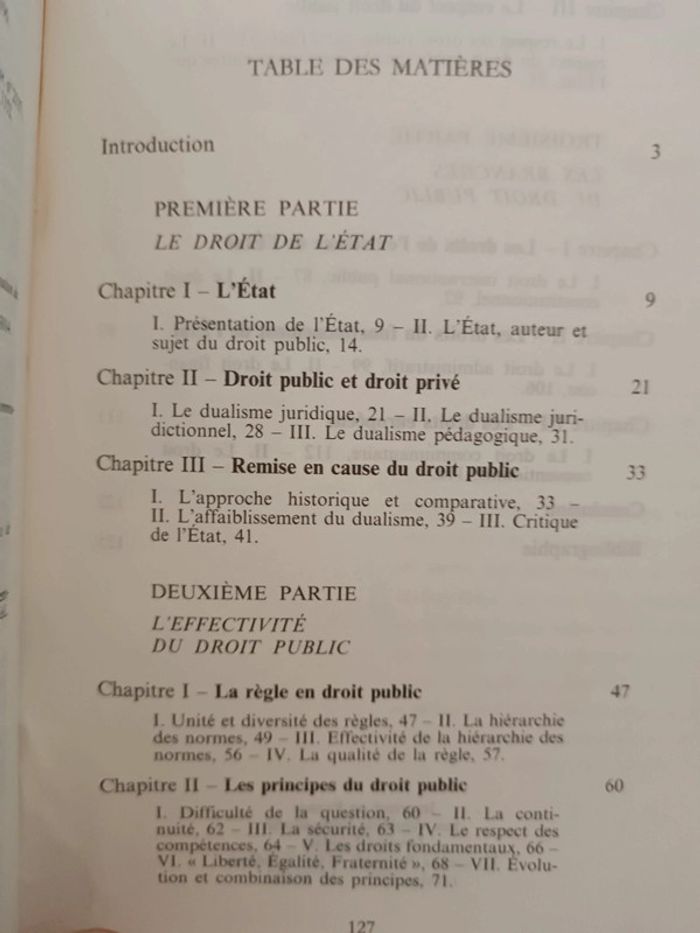 TABLE DES MATIÈRES
Introduction 3
PREMIÈRE PARTIE
LE DROIT DE L'ÉTAT
Chapitre I – L'État 9
I. Présentation de l'État, 9 – II. L'État, auteur et
sujet du droit public, 14.
Chapitre II – Droit public et droit privé 21
I. Le dualisme juridique, 21 – II. Le dualisme juri-
dictionnel, 28 – III. Le dualisme pédagogique, 31.
Chapitre III – Remise en cause du droit public 33
I. L'approche historique et comparative, 33 –
II. L'affaiblissement du dualisme, 39 – III. Critique
de l'État, 41.
DEUXIÈME PARTIE
L'EFFECTIVITÉ
DU DROIT PUBLIC
Chapitre I – La règle en droit public 47
I. Unité et diversité des règles, 47 – II. La hiérarchie
des normes, 49 – III. Effectivité de la hiérarchie des
normes, 56 – IV. La qualité de la règle, 57.
Chapitre II – Les principes du droit public 60
I. Difficulté de la question, 60 – II. La conti-
nuité, 62 – III. La sécurité, 63 – IV. Le respect des
compétences, 64 – V. Les droits fondamentaux, 66 –
VI. « Liberté, Égalité, Fraternité », 68 – VII. Évolu-
tion et combinaison des principes, 71.
127